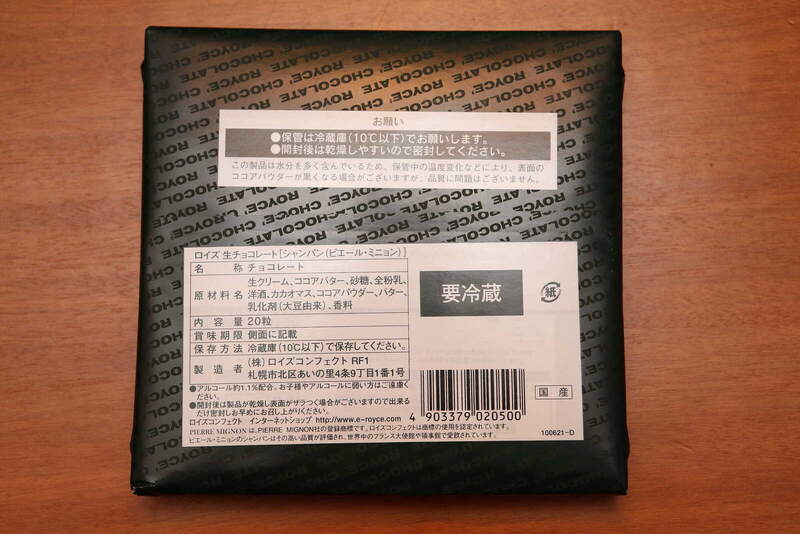 ROYCE' CHOCOLATE
お願い
●保管は冷蔵庫(10℃以下)でお願いします。
●開封後は乾燥しやすいので密封してください。
この製品は水分を多く含んでいるため、保管中の温度変化などにより、表面の
ココアパウダーが黒くなる場合がございますが、品質に問題はございません。
ロイズ 生チョコレート[シャンパン(ピエール・ミニョン)]
名称 チョコレート
原材料名 生クリーム、ココアバター、砂糖、全粉乳、
洋酒、カカオマス、ココアパウダー、バター、
乳化剤(大豆由来)、香料
内容量 20粒
賞味期限 側面に記載
保存方法 冷蔵庫(10℃以下)で保存してください。
製造者 (株)ロイズコンフェクト RF1
札幌市北区あいの里4条9丁目1番1号
●アルコール約1.1%配合。お子様やアルコールに弱い方はご遠慮く
ださい。
●開封後は製品が乾燥し表面がザラつく場合がございますので出来る
だけ密封しお早めにお召し上がりください。
ロイズコンフェクト インターネットショップ http://www.e-royce.com
PIERRE MIGNON は、PIERRE MIGNON社の登録商標です。ロイズコンフェクトは商標の使用を認定されています。
ピエール・ミニョンのシャンパンはその高い品質が評価され、世界中のフランス大使館や領事館で愛飲されています。
要冷蔵
紙
4 903379 020500
国産
100621-D